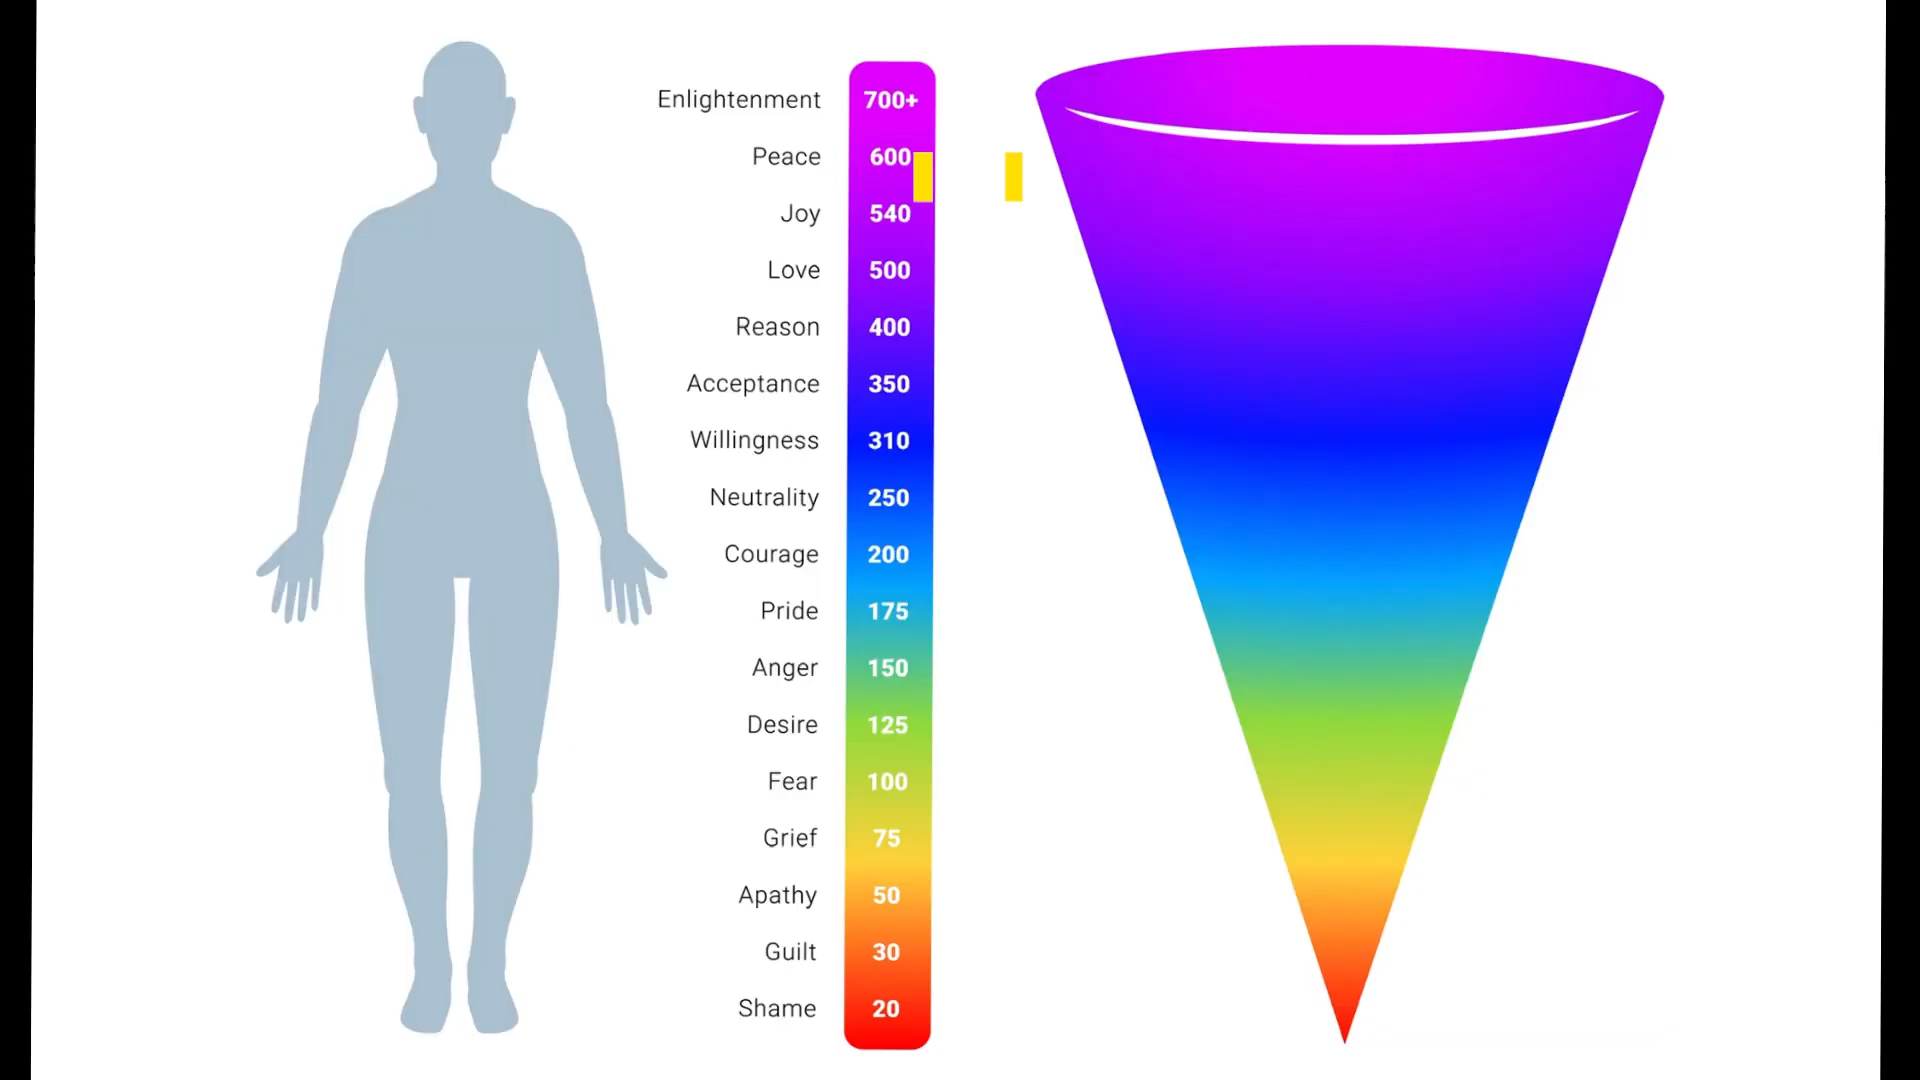 Enlightenment 700+
Peace 600
Joy 540
Love 500
Reason 400
Acceptance 350
Willingness 310
Neutrality 250
Courage 200
Pride 175
Anger 150
Desire 125
Fear 100
Grief 75
Apathy 50
Guilt 30
Shame 20